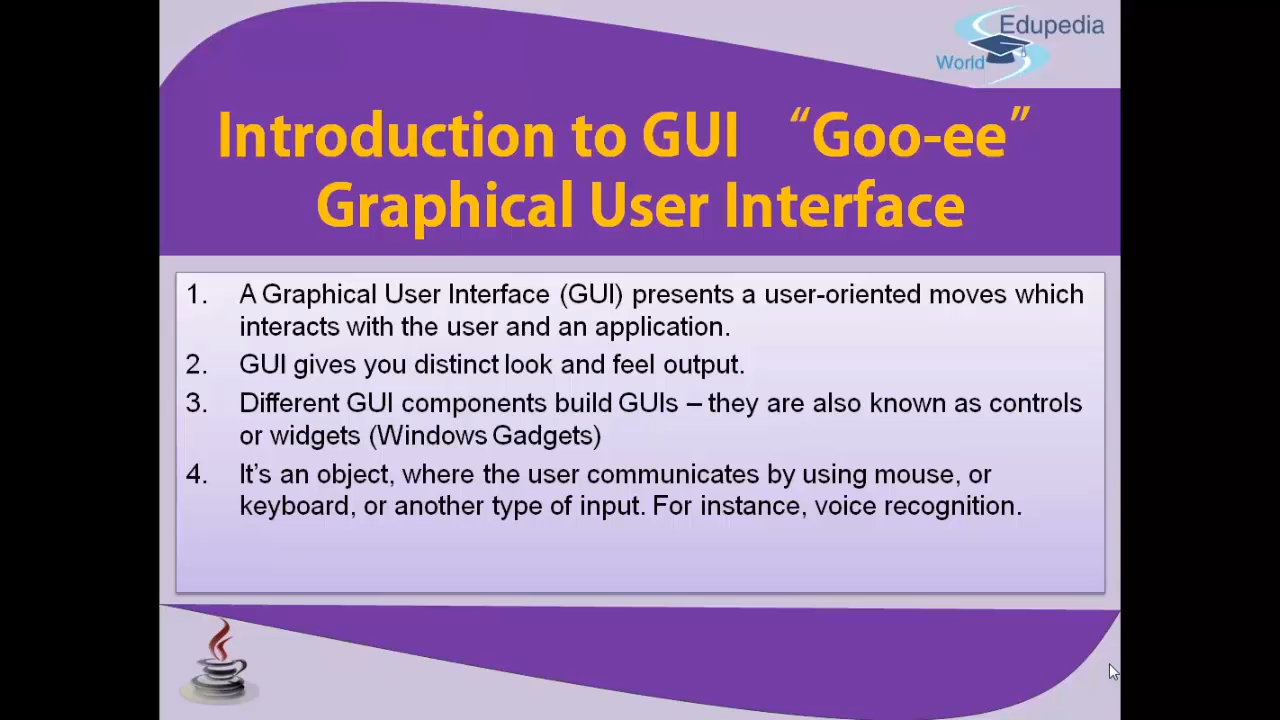 Edupedia
World
Introduction to GUI “Goo-ee”
Graphical User Interface
1. A Graphical User Interface (GUI) presents a user-oriented moves which
interacts with the user and an application.
2. GUI gives you distinct look and feel output.
3. Different GUI components build GUIs – they are also known as controls
or widgets (Windows Gadgets)
4. It’s an object, where the user communicates by using mouse, or
keyboard, or another type of input. For instance, voice recognition.